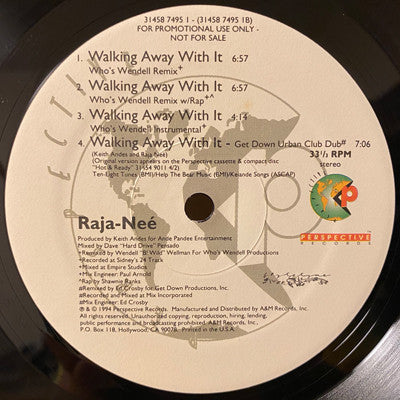 31458 7495 1 - (31458 7495 1B)
FOR PROMOTIONAL USE ONLY -
NOT FOR SALE
1. Walking Away With It 6:57
Who's Wendell Remix+
2. Walking Away With It 6:57
Who's Wendell Remix w/Rap+^
3. Walking Away With It 4:14
Who's Wendell Instrumental+
4. Walking Away With It - Get Down Urban Club Dub# 7:06
(Keith Andes and Raja-Neé) 33⅓ RPM
(Original version appears on the Perspective cassette & compact disc stereo
"Hot & Ready" 31454 9011 4/2)
Ten-Eight Tunes (BMI)/Help The Bear Music (BMI)/Keande Songs (ASCAP)
PERSPECTIVE
RECORDS
Raja-Neé
Produced by Keith Andes for Ande Pandee Entertainment
Mixed by Dave "Hard Drive" Pensado
+Remixed by Wendell "B! Wild" Wellman For Who's Wendell Productions
+Recorded at Sidney's 24 Track
+Mixed at Empire Studios
+Mix Engineer: Paul Arnold
^Rap by Shawnie Ranks
#Remixed by Ed Crosby for Get Down Productions, Inc.
#Recorded and Mixed at Mix Incorporated
#Mix Engineer: Ed Crosby
℗ & © 1994 Perspective Records. Manufactured and Distributed by A&M Records, Inc.
All Rights Reserved. Unauthorized copying, reproduction, hiring, lending,
public performance and broadcasting prohibited. A&M Records, Inc.,
P.O. Box 118, Hollywood, CA 90078. Printed in the U.S.A.